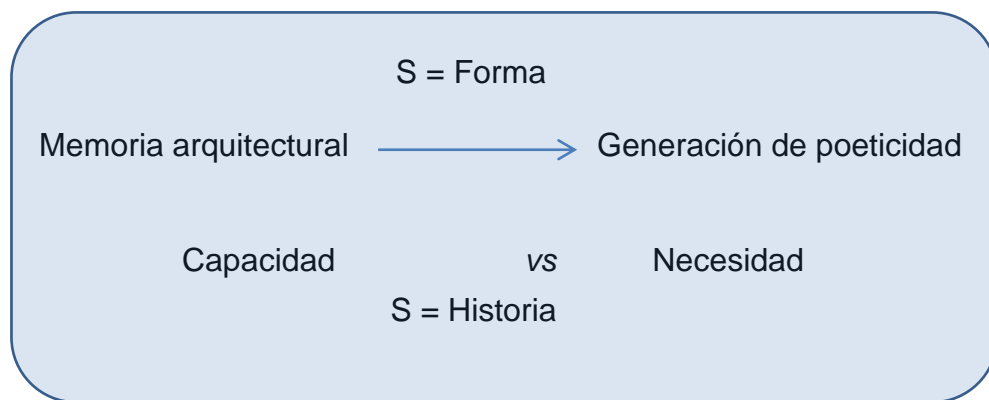 S = Forma
Memoria arquitectural Generación de poeticidad
Capacidad vs Necesidad
S = Historia